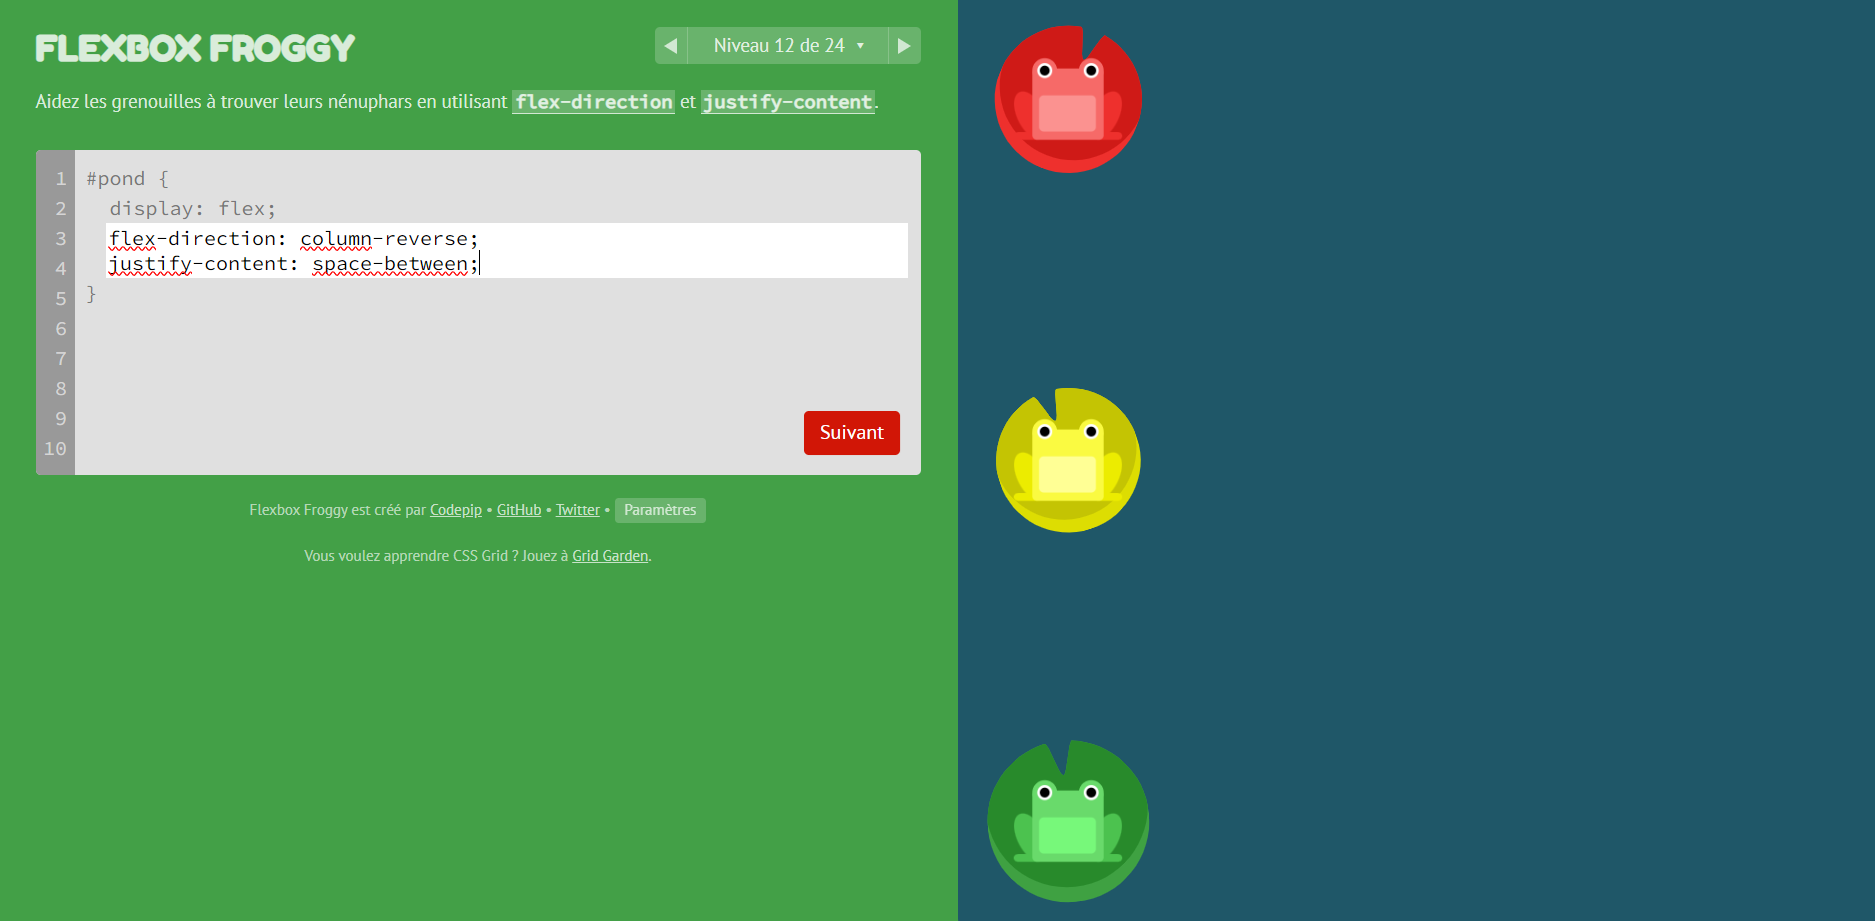 FLEXBOX FROGGY
Niveau 12 de 24
Aidez les grenouilles à trouver leurs nénuphars en utilisant flex-direction et justify-content.
1 #pond {
2 display: flex;
3 flex-direction: column-reverse;
4 justify-content: space-between;
5 }
6
7
8
9
10
Suivant
Flexbox Froggy est créé par Codepip • GitHub • Twitter • Paramètres
Vous voulez apprendre CSS Grid ? Jouez à Grid Garden.